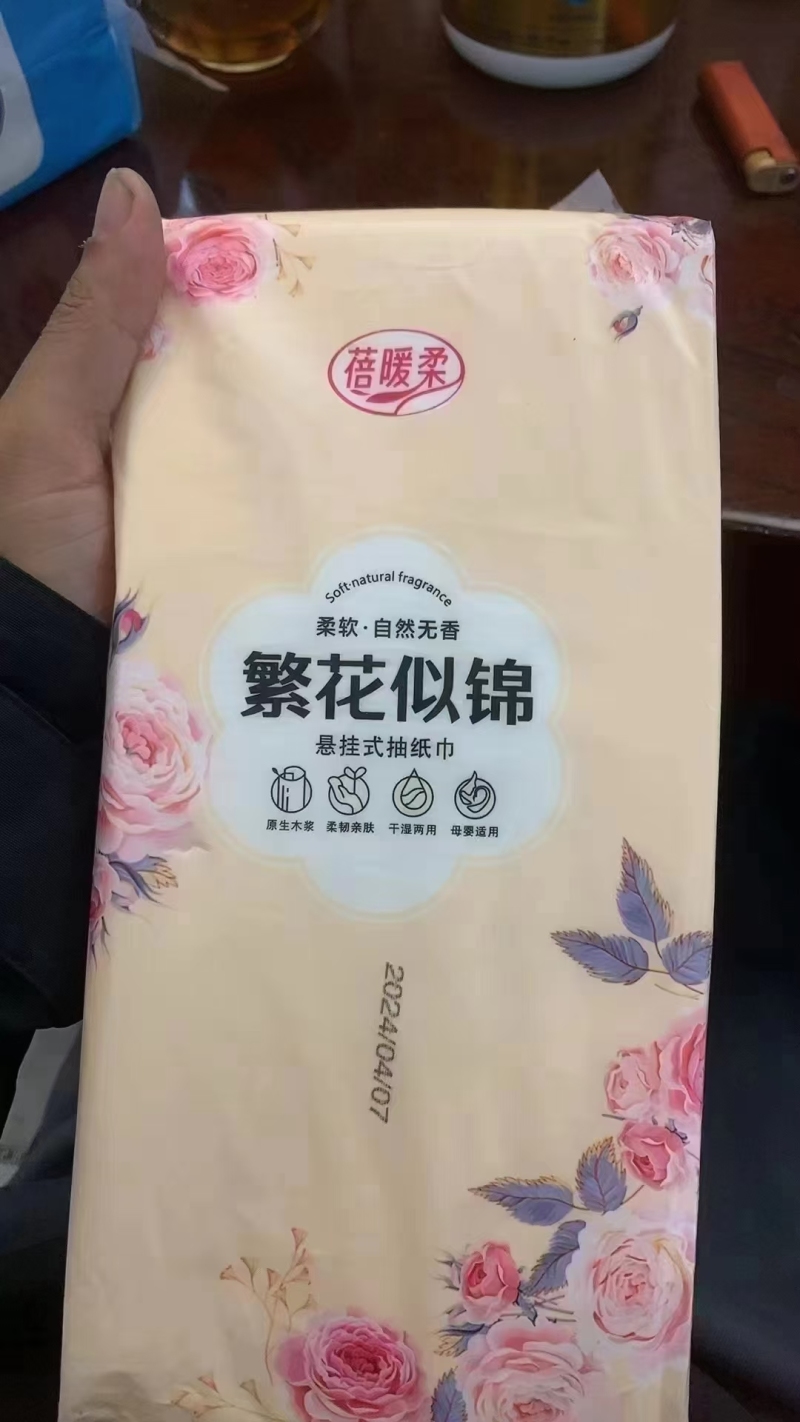 蓓暖柔
Soft·natural fragrance
柔软·自然无香
繁花似锦
悬挂式抽纸巾
原生木浆 柔韧亲肤 干湿两用 母婴适用
2024/04/07